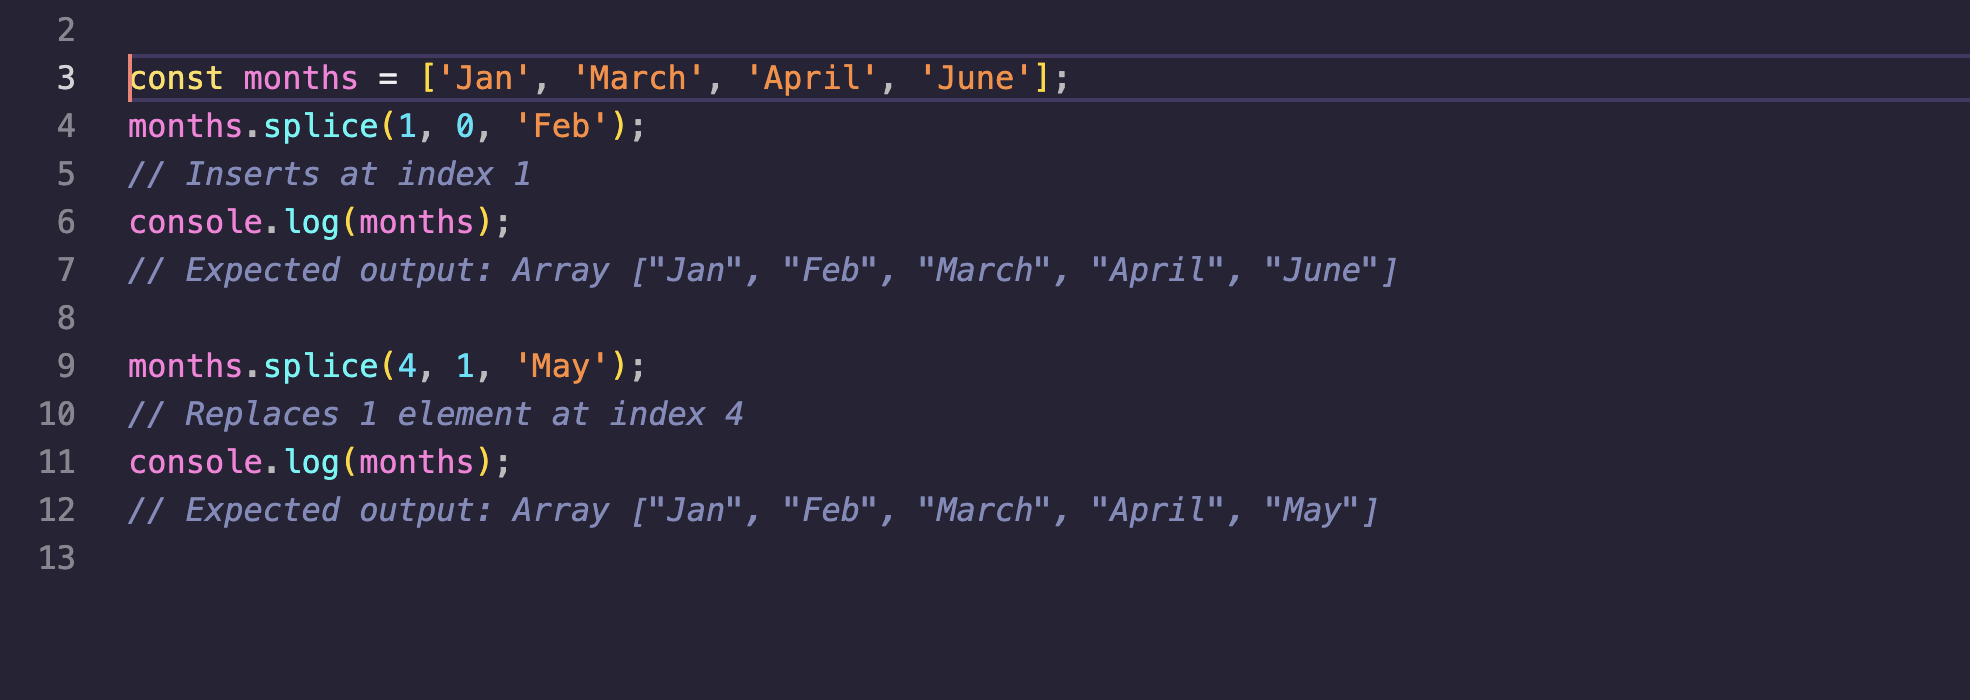 2
3 const months = ['Jan', 'March', 'April', 'June'];
4 months.splice(1, 0, 'Feb');
5 // Inserts at index 1
6 console.log(months);
7 // Expected output: Array ["Jan", "Feb", "March", "April", "June"]
8
9 months.splice(4, 1, 'May');
10 // Replaces 1 element at index 4
11 console.log(months);
12 // Expected output: Array ["Jan", "Feb", "March", "April", "May"]
13